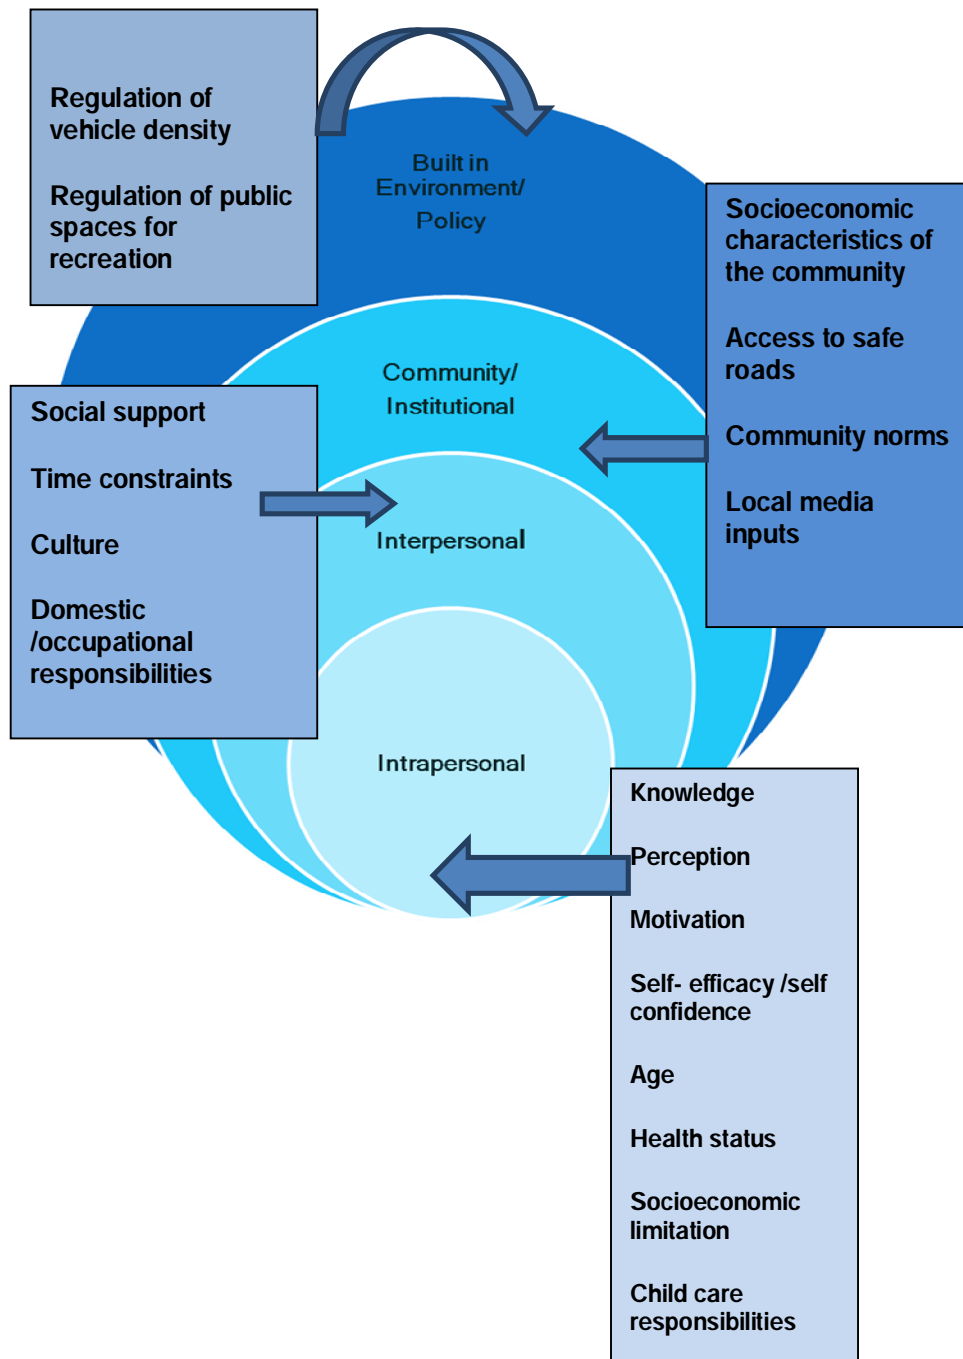 Regulation of
vehicle density
Regulation of public
spaces for
recreation
Built in
Environment/
Policy
Socioeconomic
characteristics of
the community
Access to safe
roads
Community norms
Local media
inputs
Community/
Institutional
Social support
Time constraints
Culture
Domestic
/occupational
responsibilities
Interpersonal
Intrapersonal
Knowledge
Perception
Motivation
Self- efficacy /self
confidence
Age
Health status
Socioeconomic
limitation
Child care
responsibilities